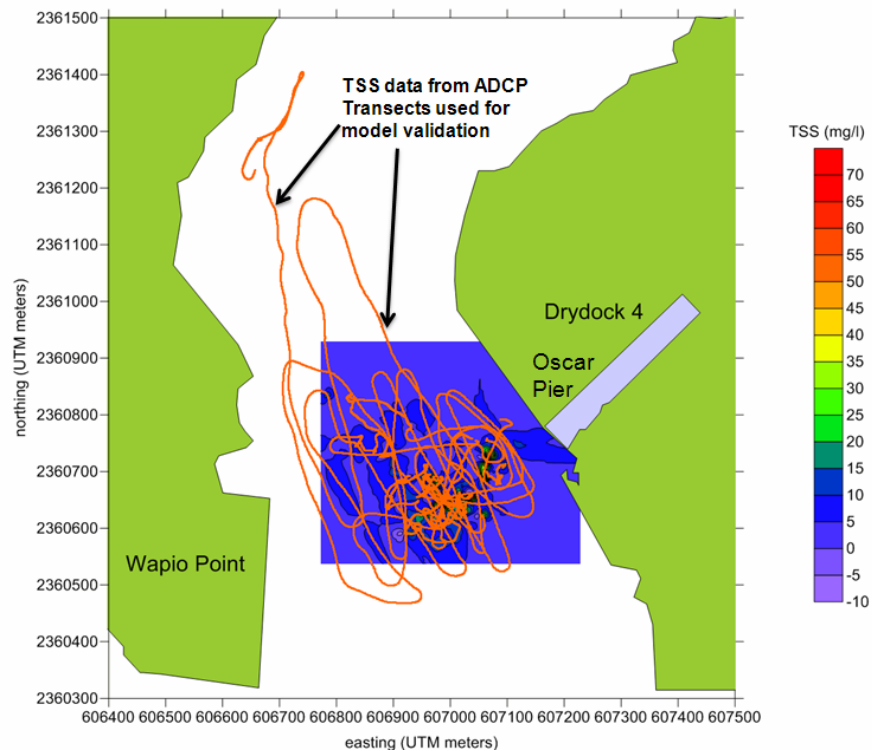 2361500
2361400
2361300
2361200
2361100
2361000
2360900
2360800
2360700
2360600
2360500
2360400
2360300
northing (UTM meters)
TSS data from ADCP
Transects used for
model validation
Drydock 4
Oscar
Pier
Wapio Point
606400 606500 606600 606700 606800 606900 607000 607100 607200 607300 607400 607500
easting (UTM meters)
TSS (mg/l)
70
65
60
55
50
45
40
35
30
25
20
15
10
5
0
-5
-10